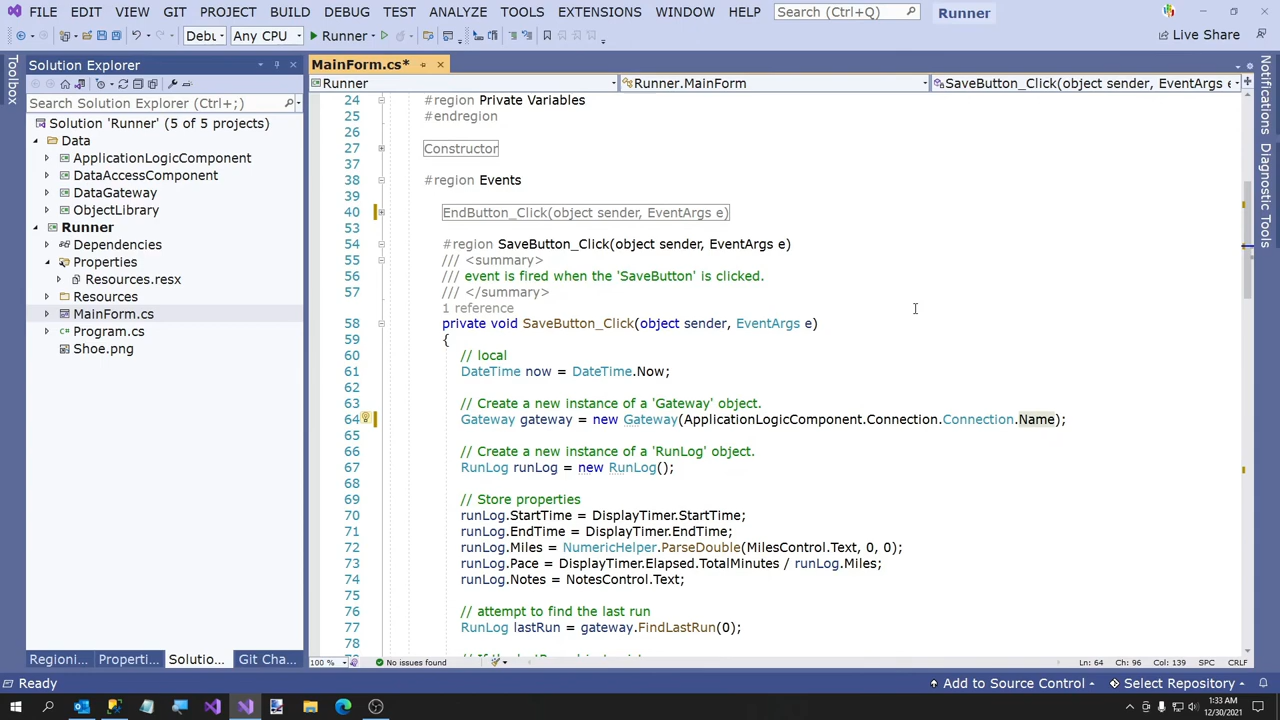 FILE EDIT VIEW GIT PROJECT BUILD DEBUG TEST ANALYZE TOOLS EXTENSIONS WINDOW HELP Search (Ctrl+Q) Runner
Debu Any CPU Runner Live Share
Toolbox
Solution Explorer
Search Solution Explorer (Ctrl+;)
Solution 'Runner' (5 of 5 projects)
Data
ApplicationLogicComponent
DataAccessComponent
DataGateway
ObjectLibrary
Runner
Dependencies
Properties
Resources.resx
Resources
MainForm.cs
Program.cs
Shoe.png
Regioni... Properti... Solutio... Git Cha...
MainForm.cs*
Runner Runner.MainForm SaveButton_Click(object sender, EventArgs e
24 #region Private Variables
25 #endregion
26
27 Constructor
37
38 #region Events
39
40 EndButton_Click(object sender, EventArgs e)
53
54 #region SaveButton_Click(object sender, EventArgs e)
55 /// <summary>
56 /// event is fired when the 'SaveButton' is clicked.
57 /// </summary>
1 reference
58 private void SaveButton_Click(object sender, EventArgs e)
59 {
60 // local
61 DateTime now = DateTime.Now;
62
63 // Create a new instance of a 'Gateway' object.
64 Gateway gateway = new Gateway(ApplicationLogicComponent.Connection.Connection.Name);
65
66 // Create a new instance of a 'RunLog' object.
67 RunLog runLog = new RunLog();
68
69 // Store properties
70 runLog.StartTime = DisplayTimer.StartTime;
71 runLog.EndTime = DisplayTimer.EndTime;
72 runLog.Miles = NumericHelper.ParseDouble(MilesControl.Text, 0, 0);
73 runLog.Pace = DisplayTimer.Elapsed.TotalMinutes / runLog.Miles;
74 runLog.Notes = NotesControl.Text;
75
76 // attempt to find the last run
77 RunLog lastRun = gateway.FindLastRun(0);
78
100 % No issues found Ln: 64 Ch: 96 Col: 139 SPC CRLF
Notifications
Diagnostic Tools
Ready Add to Source Control Select Repository
1:33 AM
12/30/2021